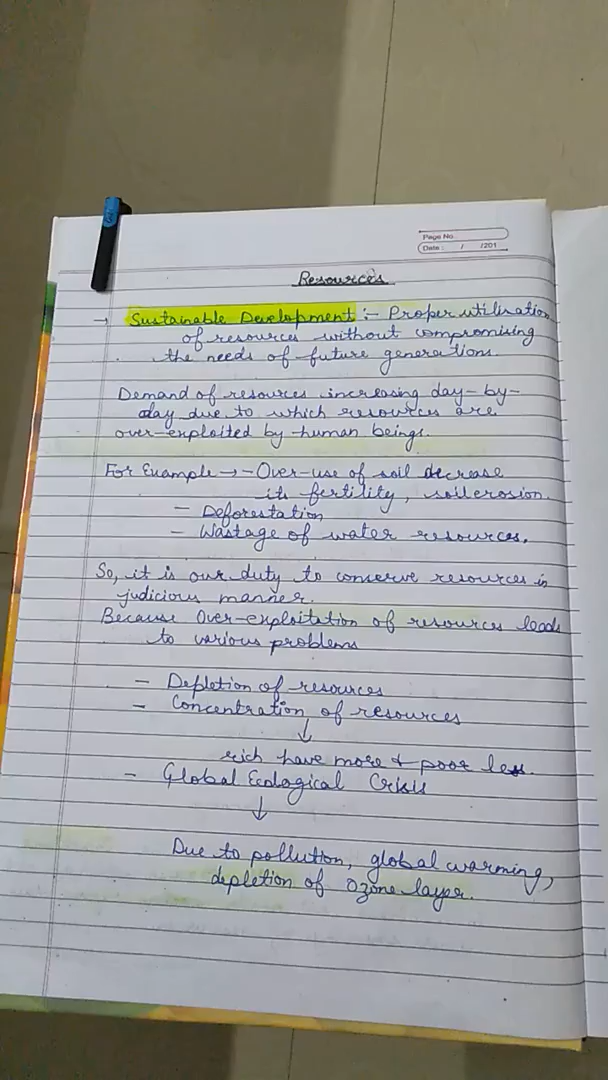 Page No.
Date : / /201
Resources
→ Sustainable Development :- Proper utilisation
of resources without compromising
the needs of future generations.
Demand of resources increasing day-by-
day due to which resources are
over-exploited by human beings.
For Example → - Over-use of soil decrease
its fertility, soil erosion.
- Deforestation
- Wastage of water resources.
So, it is our duty to conserve resources in
judicious manner.
Because Over-exploitation of resources leads
to various problems
- Depletion of resources
- Concentration of resources
↓
rich have more & poor less.
- Global Ecological Crisis
↓
Due to pollution, global warming,
depletion of ozone layer.